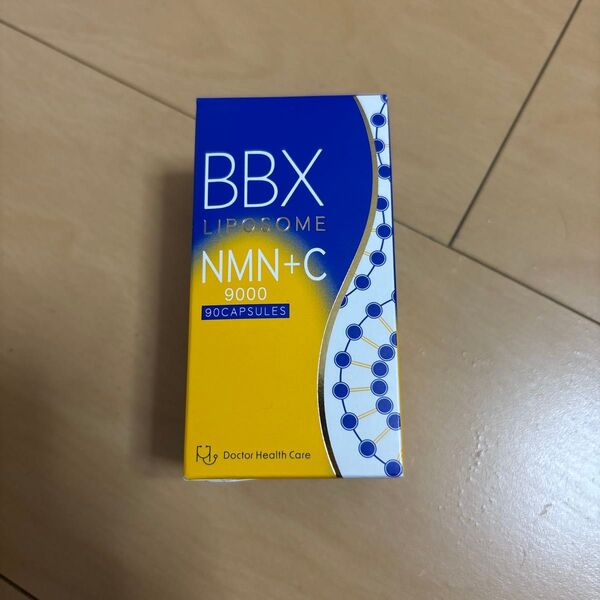 BBX
LIPOSOME
NMN+C
9000
90CAPSULES
Doctor Health Care